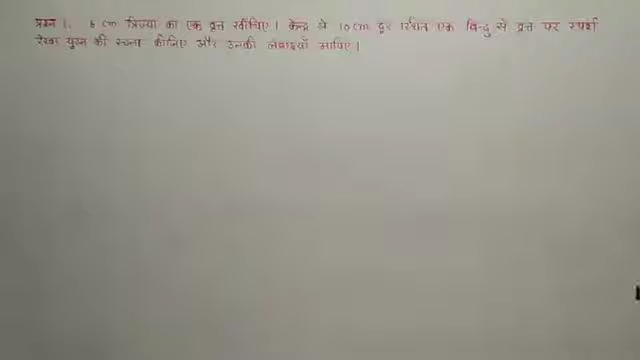 प्रश्न 1. 6 cm त्रिज्या का एक वृत्त खींचिए। केन्द्र से 10 cm दूर स्थित एक बिन्दु से वृत्त पर स्पर्श
रेखा युग्म की रचना कीजिए और उनकी लंबाइयाँ मापिए।